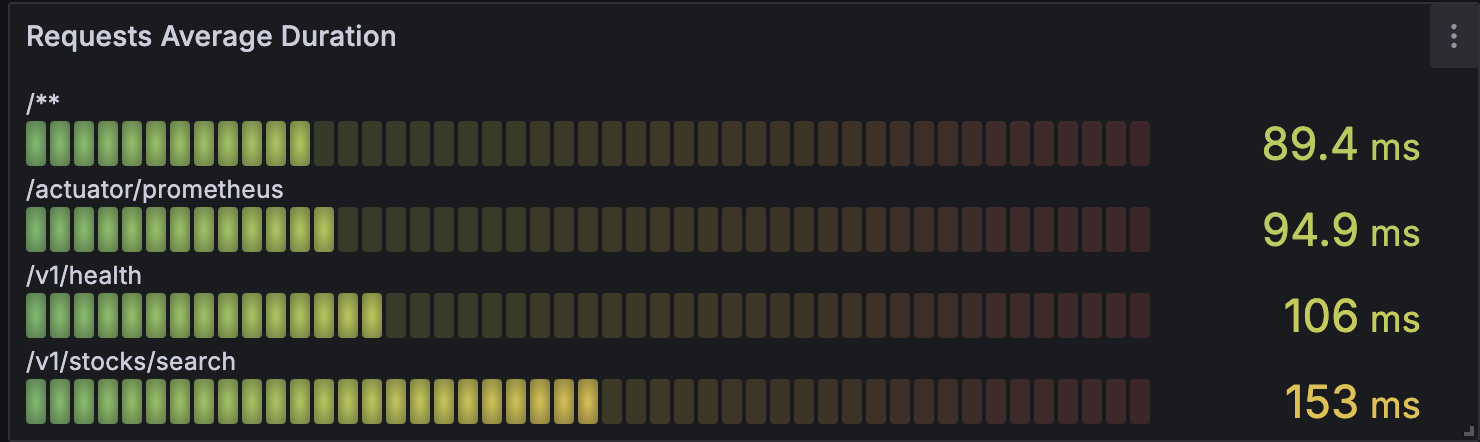 Requests Average Duration
/**
89.4 ms
/actuator/prometheus
94.9 ms
/v1/health
106 ms
/v1/stocks/search
153 ms